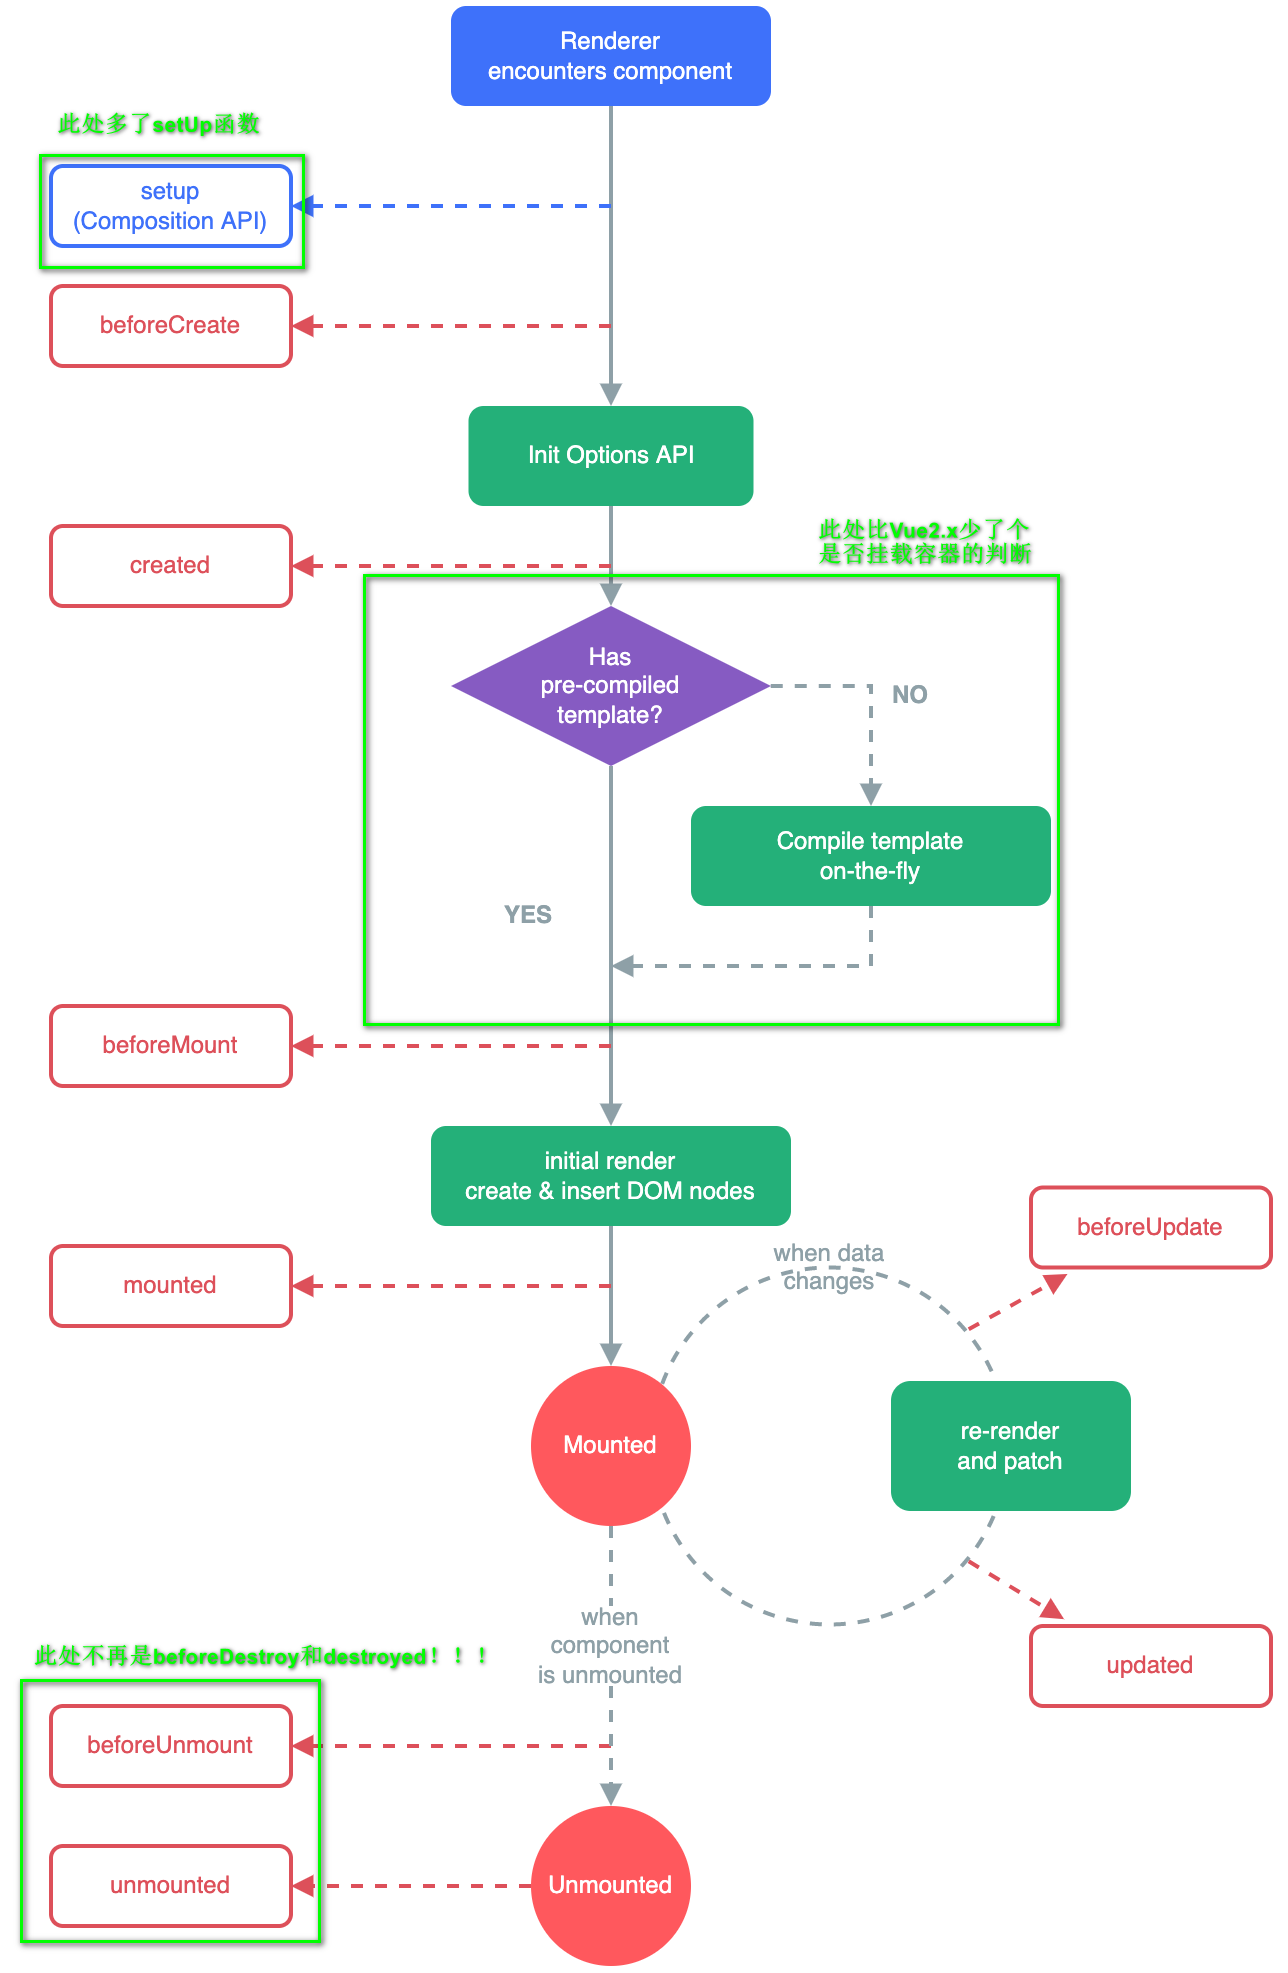 Renderer
encounters component
此处多了setUp函数
setup
(Composition API)
beforeCreate
Init Options API
此处比Vue2.x少了个
是否挂载容器的判断
created
Has
pre-compiled
template?
NO
Compile template
on-the-fly
YES
beforeMount
initial render
create & insert DOM nodes
beforeUpdate
when data
changes
mounted
re-render
and patch
Mounted
when
component
is unmounted
此处不再是beforeDestroy和destroyed！！！
updated
beforeUnmount
unmounted
Unmounted